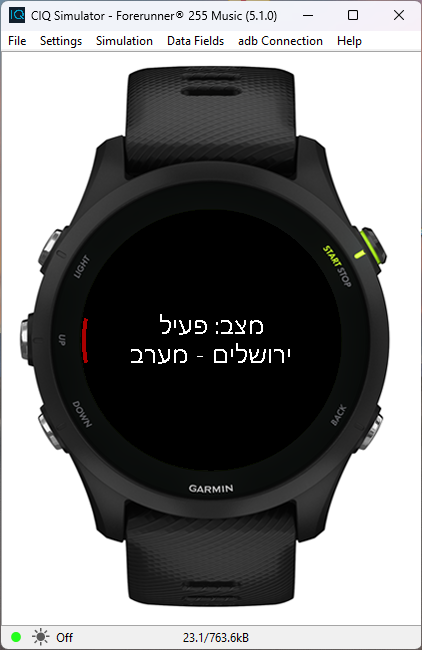 CIQ Simulator - Forerunner® 255 Music (5.1.0)
File Settings Simulation Data Fields adb Connection Help
LIGHT
START STOP
UP
מצב: פעיל
ירושלים - מערב
DOWN
BACK
GARMIN
Off 23.1/763.6kB